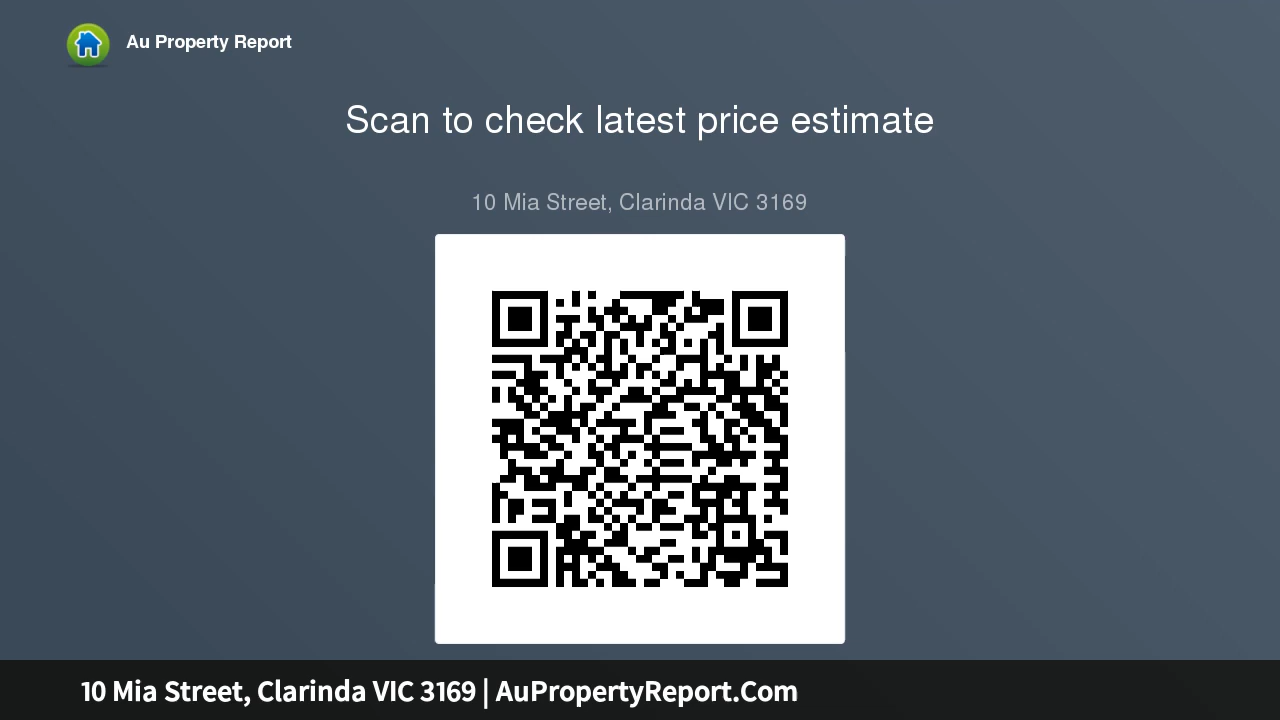 Au Property Report
Scan to check latest price estimate
10 Mia Street, Clarinda VIC 3169
10 Mia Street, Clarinda VIC 3169 | AuPropertyReport.Com